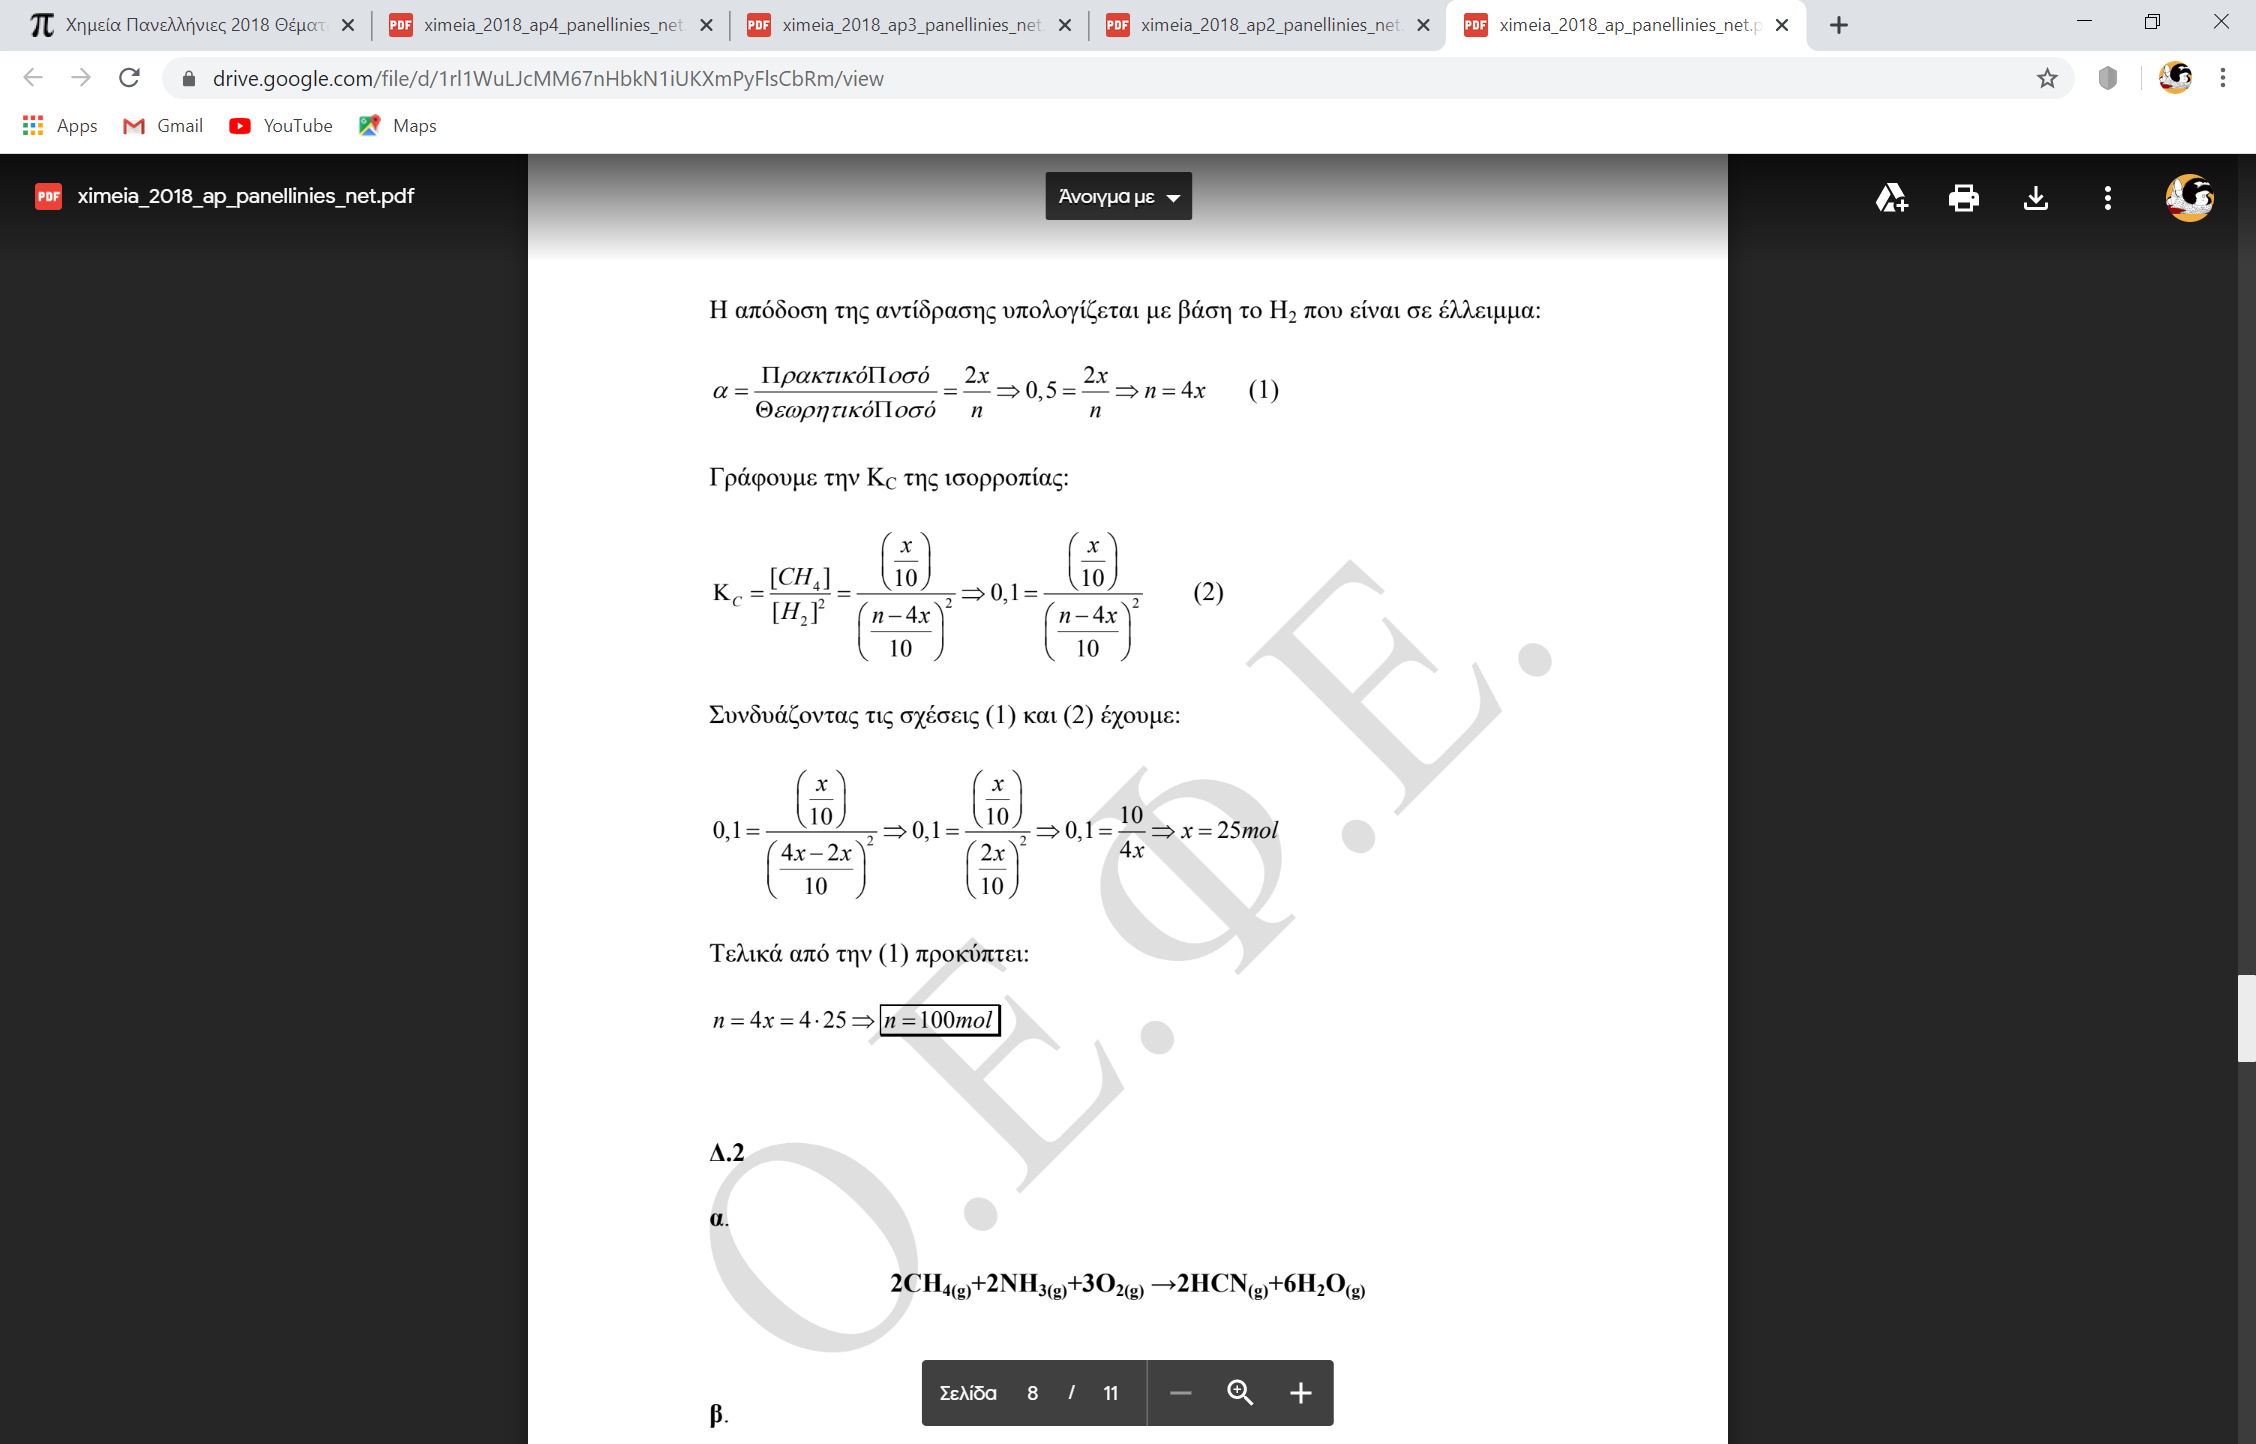 Χημεία Πανελλήνιες 2018 Θέματ
ximeia_2018_ap4_panellinies_net.
ximeia_2018_ap3_panellinies_net.
ximeia_2018_ap2_panellinies_net.
ximeia_2018_ap_panellinies_net.p
drive.google.com/file/d/1rl1WuLJcMM67nHbkN1iUKXmPyFlsCbRm/view
Apps Gmail YouTube Maps
PDF ximeia_2018_ap_panellinies_net.pdf
Άνοιγμα με
Η απόδοση της αντίδρασης υπολογίζεται με βάση το H₂ που είναι σε έλλειμμα:
α = ΠρακτικόΠοσό / ΘεωρητικόΠοσό = 2x/n ⇒ 0,5 = 2x/n ⇒ n = 4x (1)
Γράφουμε την K_C της ισορροπίας:
K_C = [CH₄]/[H₂]² = (x/10)/((n−4x)/10)² ⇒ 0,1 = (x/10)/((n−4x)/10)² (2)
Συνδυάζοντας τις σχέσεις (1) και (2) έχουμε:
0,1 = (x/10)/((4x−2x)/10)² ⇒ 0,1 = (x/10)/(2x/10)² ⇒ 0,1 = 10/4x ⇒ x = 25mol
Τελικά από την (1) προκύπτει:
n = 4x = 4·25 ⇒ n = 100mol
Δ.2
α.
2CH₄(g)+2NH₃(g)+3O₂(g) →2HCN(g)+6H₂O(g)
β.
Ο.Ε.Φ.Ε.
Σελίδα 8 / 11